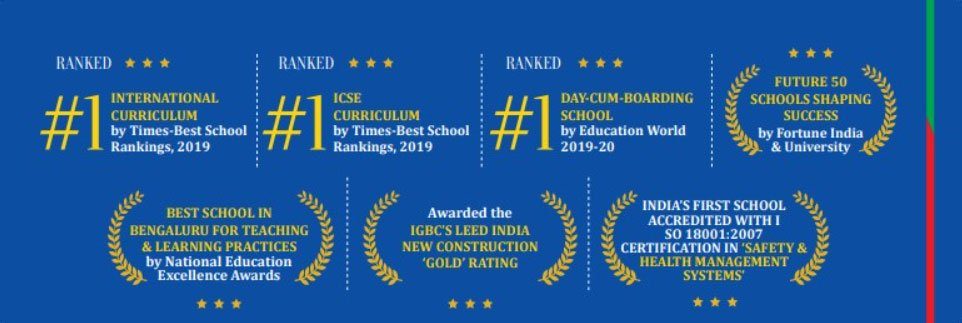 RANKED
#1
INTERNATIONAL
CURRICULUM
by Times-Best School
Rankings, 2019
RANKED
#1
ICSE
CURRICULUM
by Times-Best School
Rankings, 2019
RANKED
#1
DAY-CUM-BOARDING
SCHOOL
by Education World
2019-20
FUTURE 50
SCHOOLS SHAPING
SUCCESS
by Fortune India
& University
BEST SCHOOL IN
BENGALURU FOR TEACHING
& LEARNING PRACTICES
by National Education
Excellence Awards
Awarded the
IGBC'S LEED INDIA
NEW CONSTRUCTION
'GOLD' RATING
INDIA'S FIRST SCHOOL
ACCREDITED WITH I
SO 18001:2007
CERTIFICATION IN 'SAFETY &
HEALTH MANAGEMENT
SYSTEMS'